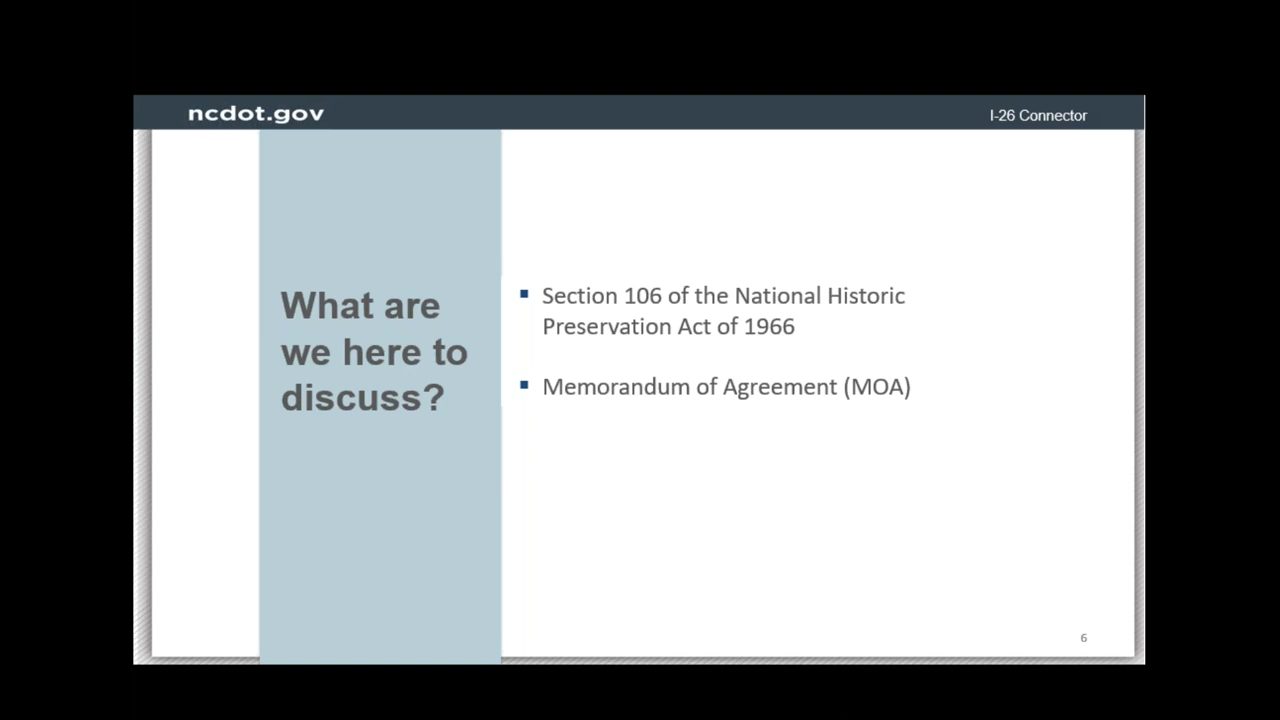 ncdot.gov
I-26 Connector
What are
we here to
discuss?
▪ Section 106 of the National Historic
Preservation Act of 1966
▪ Memorandum of Agreement (MOA)
6